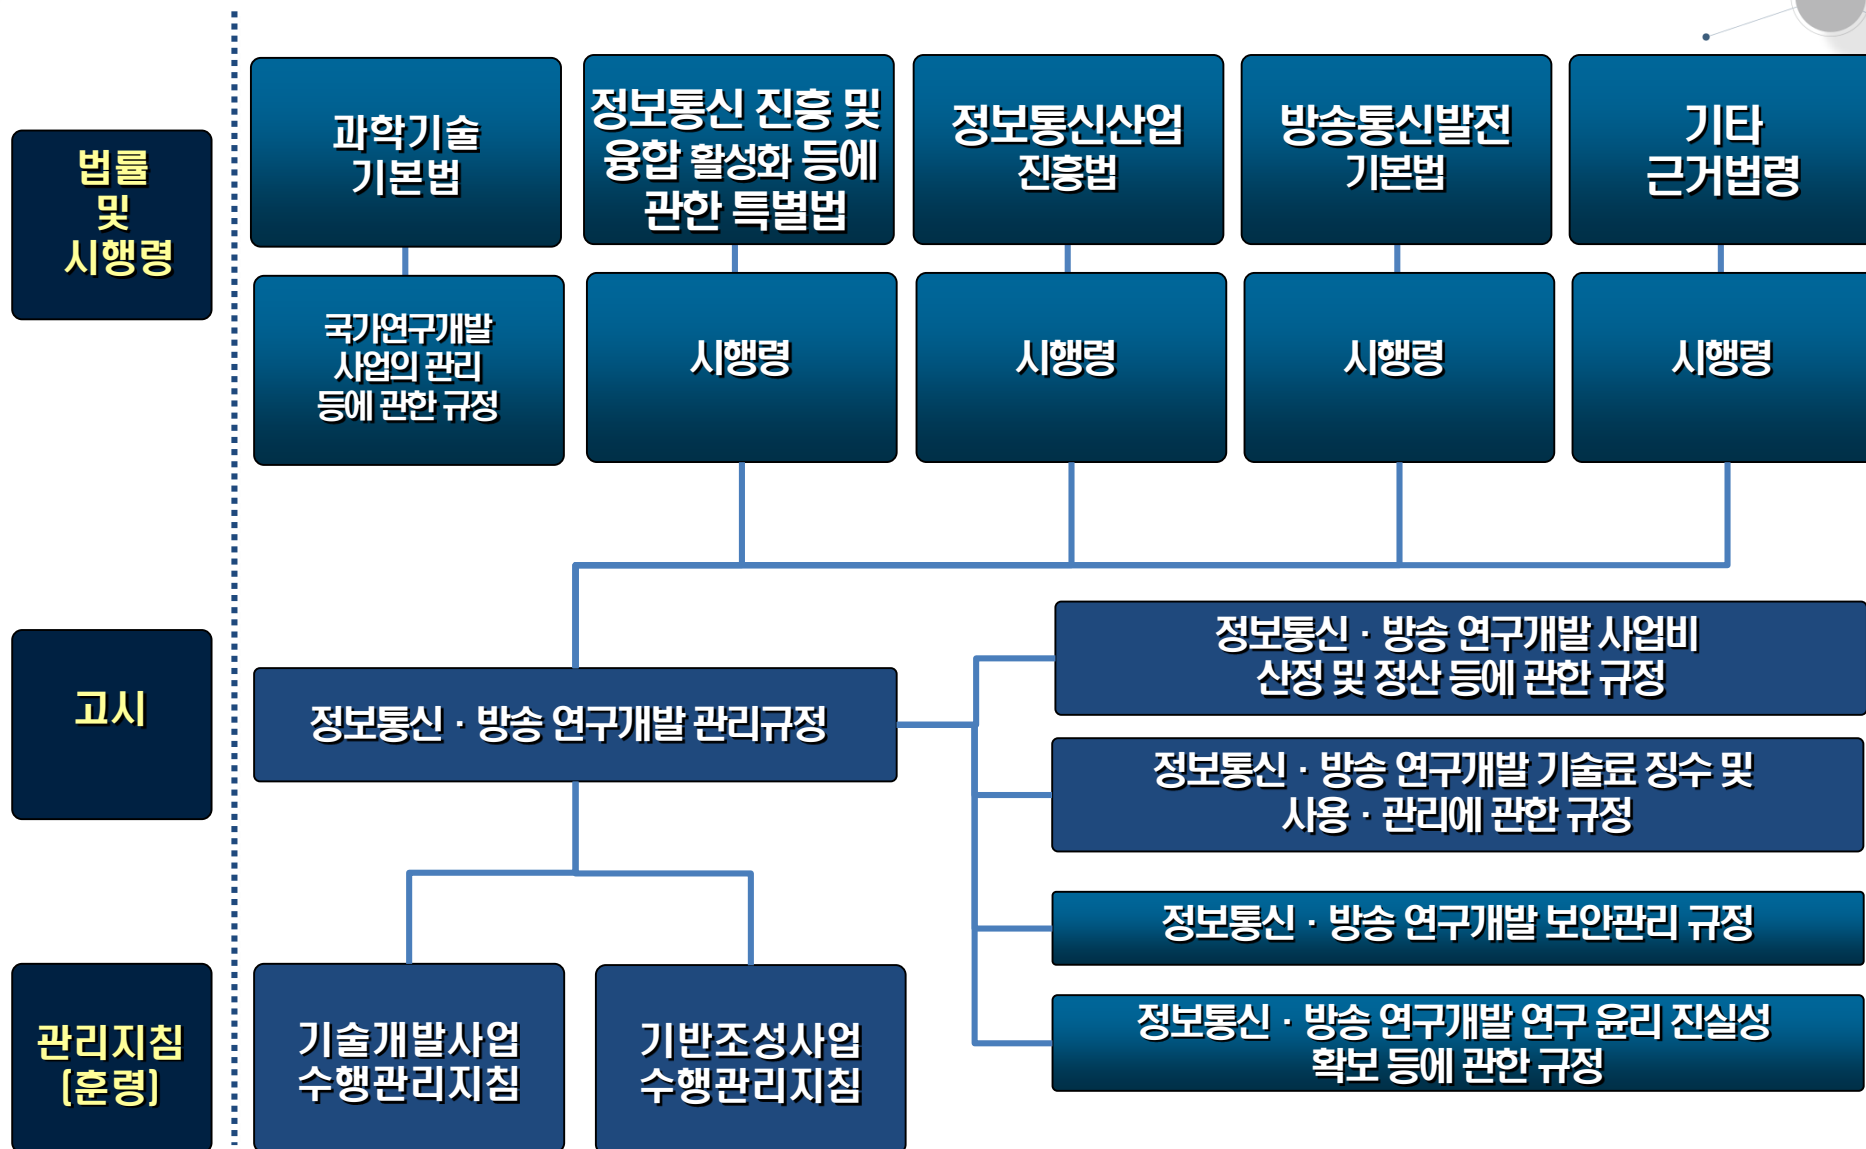 법률
및
시행령
과학기술
기본법
정보통신 진흥 및
융합 활성화 등에
관한 특별법
정보통신산업
진흥법
방송통신발전
기본법
기타
근거법령
국가연구개발
사업의 관리
등에 관한 규정
시행령
시행령
시행령
시행령
고시
정보통신 · 방송 연구개발 관리규정
정보통신 · 방송 연구개발 사업비
산정 및 정산 등에 관한 규정
정보통신 · 방송 연구개발 기술료 징수 및
사용 · 관리에 관한 규정
정보통신 · 방송 연구개발 보안관리 규정
정보통신 · 방송 연구개발 연구 윤리 진실성
확보 등에 관한 규정
관리지침
(훈령)
기술개발사업
수행관리지침
기반조성사업
수행관리지침